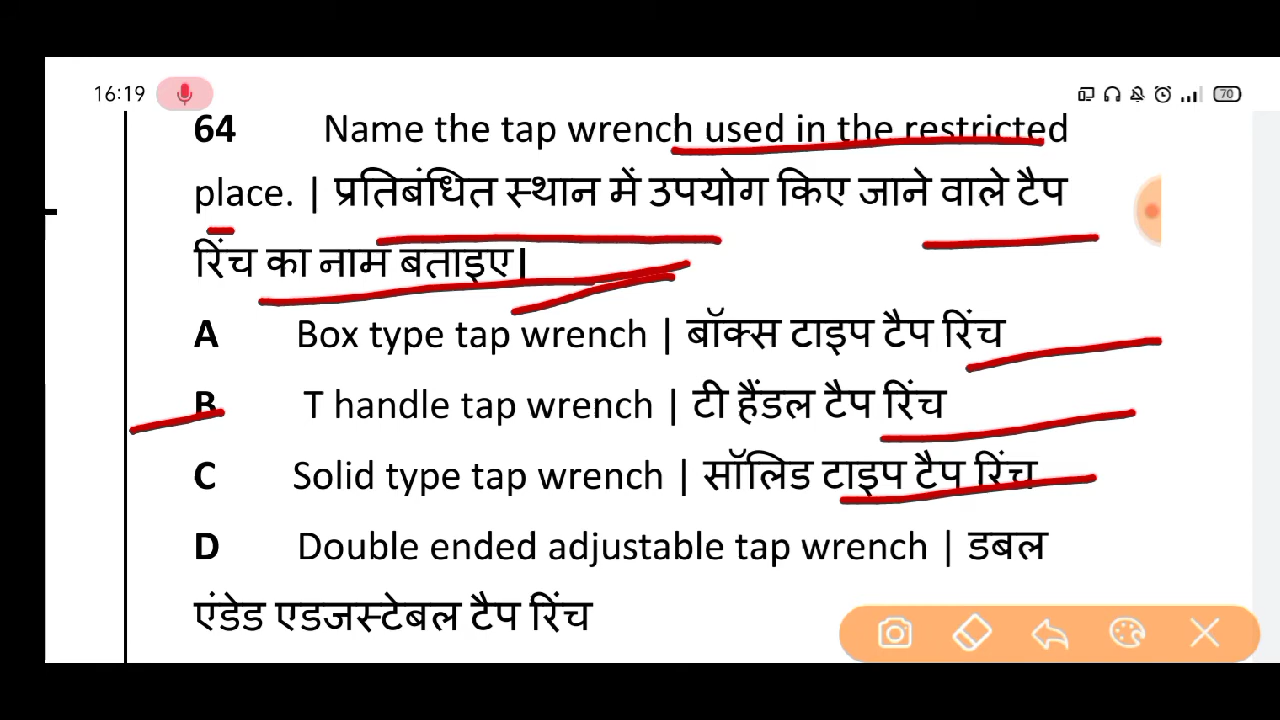 16:19 70
64 Name the tap wrench used in the restricted
place. | प्रतिबंधित स्थान में उपयोग किए जाने वाले टैप
रिंच का नाम बताइए।
A Box type tap wrench | बॉक्स टाइप टैप रिंच
B T handle tap wrench | टी हैंडल टैप रिंच
C Solid type tap wrench | सॉलिड टाइप टैप रिंच
D Double ended adjustable tap wrench | डबल
एंडेड एडजस्टेबल टैप रिंच